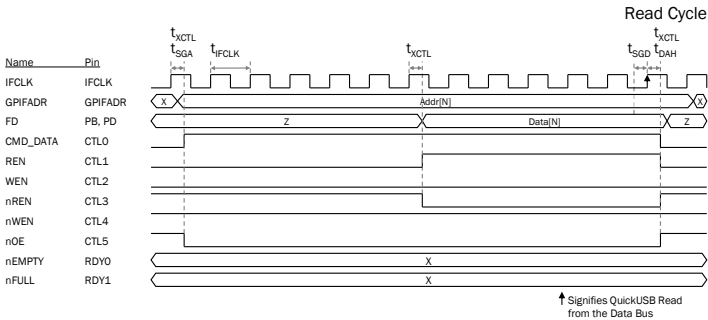 Read Cycle
tXCTL tXCTL
tSGA tIFCLK tXCTL tSGD tDAH
Name Pin
IFCLK IFCLK
GPIFADR GPIFADR X Addr[N] X
FD PB, PD Z Data[N] Z
CMD_DATA CTL0
REN CTL1
WEN CTL2
nREN CTL3
nWEN CTL4
nOE CTL5
nEMPTY RDY0 X
nFULL RDY1 X
Signifies QuickUSB Read
from the Data Bus